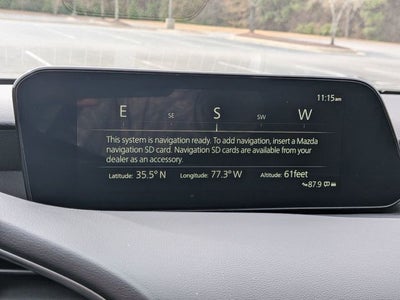 11:15am
E SE S SW W
This system is navigation ready. To add navigation, insert a Mazda
navigation SD card. Navigation SD cards are available from your
dealer as an accessory.
Latitude: 35.5° N Longitude: 77.3° W Altitude: 61feet
87.9